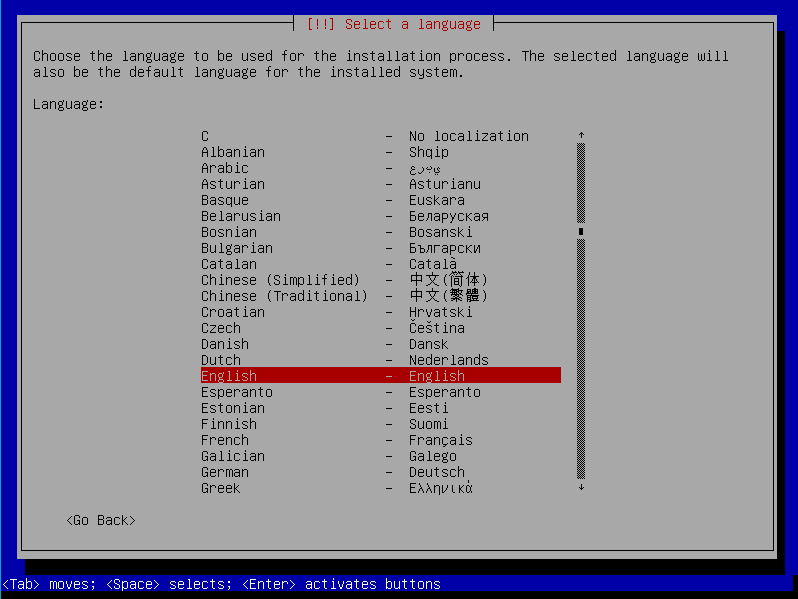 [!!] Select a language
Choose the language to be used for the installation process. The selected language will
also be the default language for the installed system.
Language:
C - No localization
Albanian - Shqip
Arabic - عربي
Asturian - Asturianu
Basque - Euskara
Belarusian - Беларуская
Bosnian - Bosanski
Bulgarian - Български
Catalan - Català
Chinese (Simplified) - 中文(简体)
Chinese (Traditional) - 中文(繁體)
Croatian - Hrvatski
Czech - Čeština
Danish - Dansk
Dutch - Nederlands
English - English
Esperanto - Esperanto
Estonian - Eesti
Finnish - Suomi
French - Français
Galician - Galego
German - Deutsch
Greek - Ελληνικά
<Go Back>
<Tab> moves; <Space> selects; <Enter> activates buttons